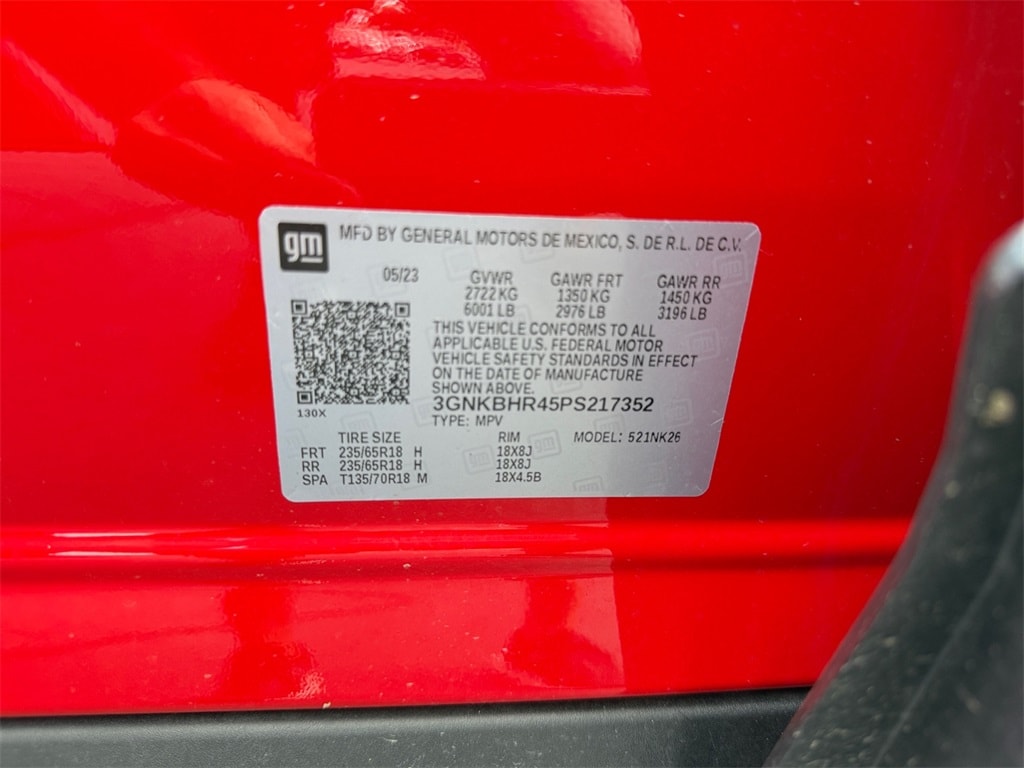 gm MFD BY GENERAL MOTORS DE MEXICO, S. DE R.L. DE C.V.
05/23 GVWR GAWR FRT GAWR RR
2722 KG 1350 KG 1450 KG
6001 LB 2976 LB 3196 LB
THIS VEHICLE CONFORMS TO ALL
APPLICABLE U.S. FEDERAL MOTOR
VEHICLE SAFETY STANDARDS IN EFFECT
ON THE DATE OF MANUFACTURE
SHOWN ABOVE.
3GNKBHR45PS217352
130X
TYPE: MPV
TIRE SIZE RIM MODEL: 521NK26
FRT 235/65R18 H 18X8J
RR 235/65R18 H 18X8J
SPA T135/70R18 M 18X4.5B